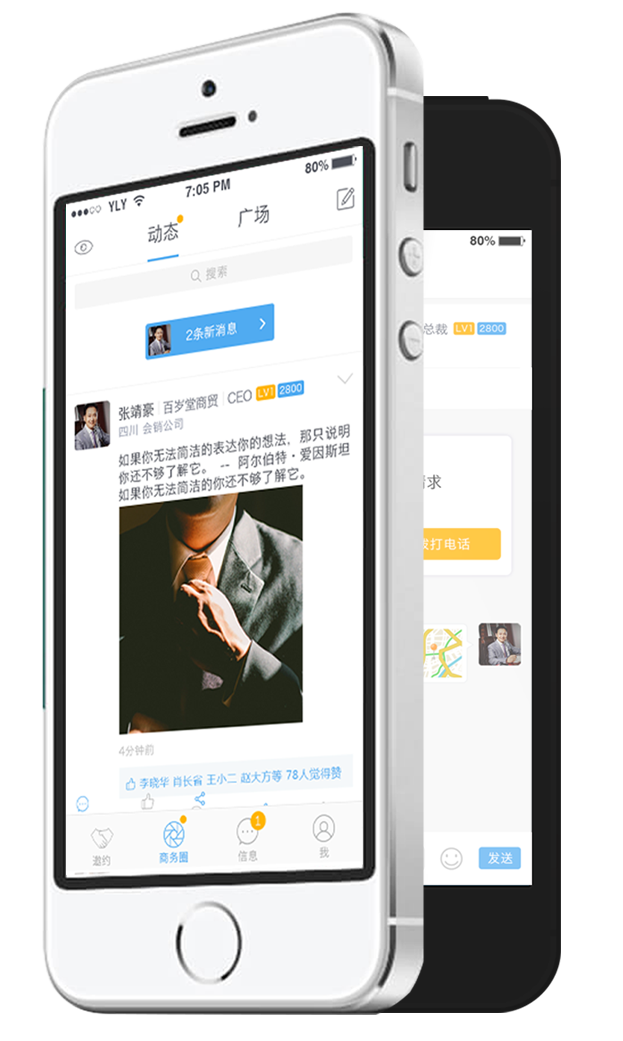 YLY 7:05 PM 80%
动态 广场
搜索
2条新消息
张靖豪 百岁堂商贸 CEO LV1 2800
四川 会销公司
如果你无法简洁的表达你的想法，那只说明
你还不够了解它。 -- 阿尔伯特·爱因斯坦
如果你无法简洁的你还不够了解它。
4分钟前
李晓华 肖长省 王小二 赵大方等 78人觉得赞
邀约 商务圈 信息 1 我
80%
总裁 LV1 2800
求
打电话
发送